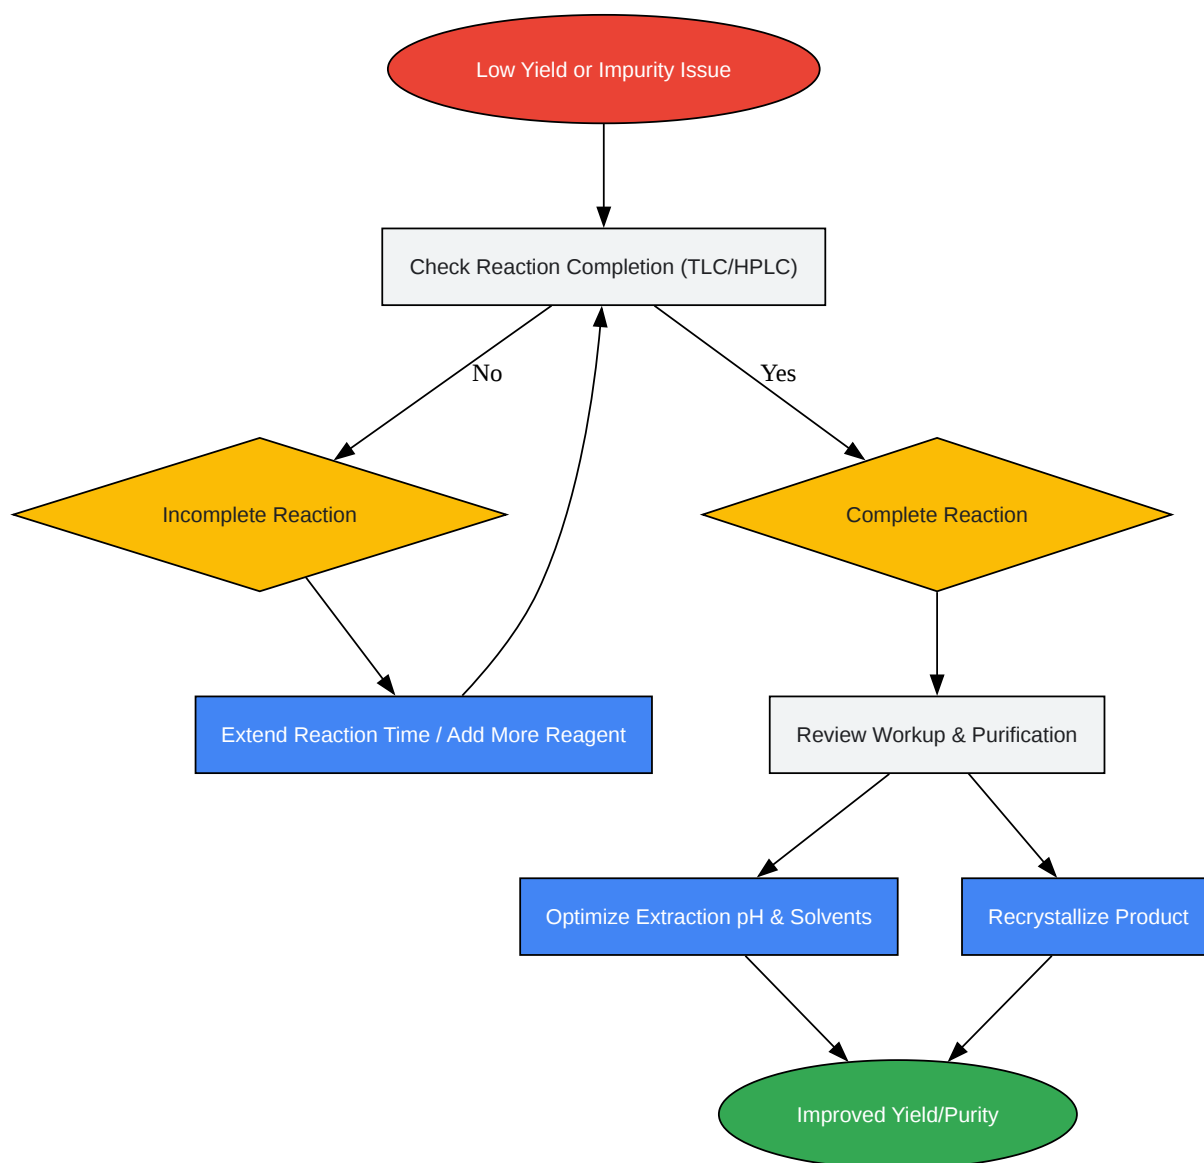 Low Yield or Impurity Issue
Check Reaction Completion (TLC/HPLC)
No
Yes
Incomplete Reaction
Complete Reaction
Extend Reaction Time / Add More Reagent
Review Workup & Purification
Optimize Extraction pH & Solvents
Recrystallize Product
Improved Yield/Purity